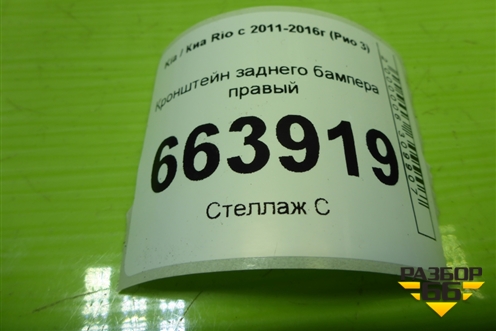 Kia / Киа Rio с 2011-2016г (Рио 3)
Кронштейн заднего бампера
правый
663919
Стеллаж С
РАЗБОР
66